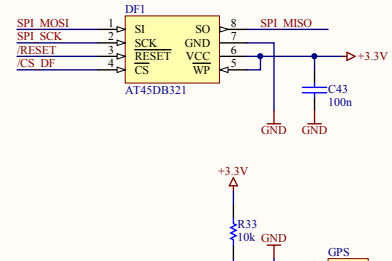 DF1
SPI_MOSI 1 SI SO 8 SPI_MISO
SPI_SCK 2 SCK GND 7
/RESET 3 RESET VCC 6 +3.3V
/CS_DF 4 CS WP 5
AT45DB321
C43
100n
GND GND
+3.3V
R33
10k
GND
GPS